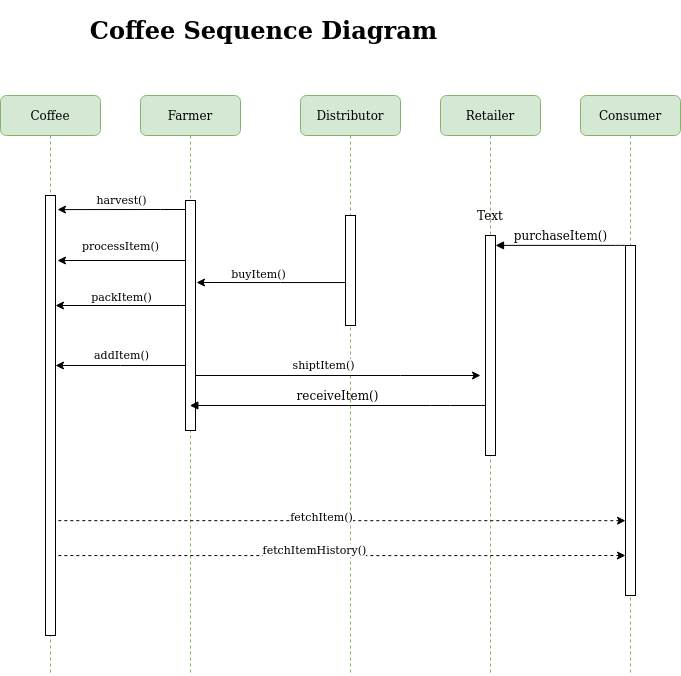 Coffee Sequence Diagram
Coffee
Farmer
Distributor
Retailer
Consumer
harvest()
Text
purchaseItem()
processItem()
buyItem()
packItem()
addItem()
shiptItem()
receiveItem()
fetchItem()
fetchItemHistory()